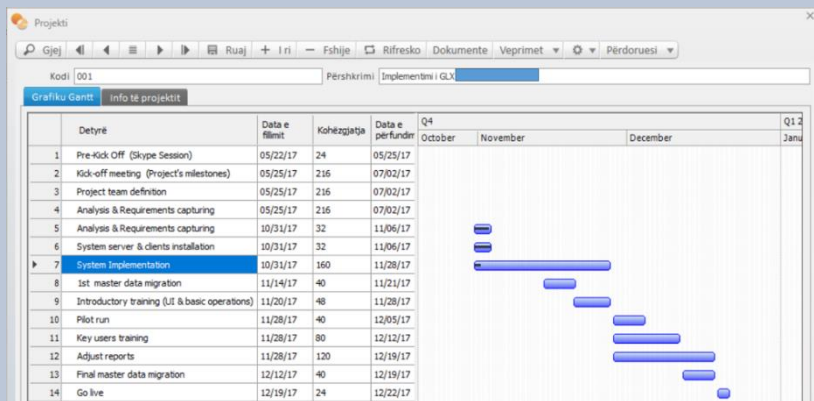 Projekti
Gjej Ruaj I ri Fshije Rifresko Dokumente Veprimet Përdoruesi
Kodi 001 Përshkrimi Implementimi i GLX
Grafiku Gantt Info të projektit
Detyrë Data e fillimit Kohëzgjatja Data e përfundim Q4 Q1 2
October November December Janu
1 Pre-Kick Off (Skype Session) 05/22/17 24 05/25/17
2 Kick-off meeting (Project's milestones) 05/25/17 216 07/02/17
3 Project team definition 05/25/17 216 07/02/17
4 Analysis & Requirements capturing 05/25/17 216 07/02/17
5 Analysis & Requirements capturing 10/31/17 32 11/06/17
6 System server & clients installation 10/31/17 32 11/06/17
7 System Implementation 10/31/17 160 11/28/17
8 1st master data migration 11/14/17 40 11/21/17
9 Introductory training (UI & basic operations) 11/20/17 48 11/28/17
10 Pilot run 11/28/17 40 12/05/17
11 Key users training 11/28/17 80 12/12/17
12 Adjust reports 11/28/17 120 12/19/17
13 Final master data migration 12/12/17 40 12/19/17
14 Go live 12/19/17 24 12/22/17